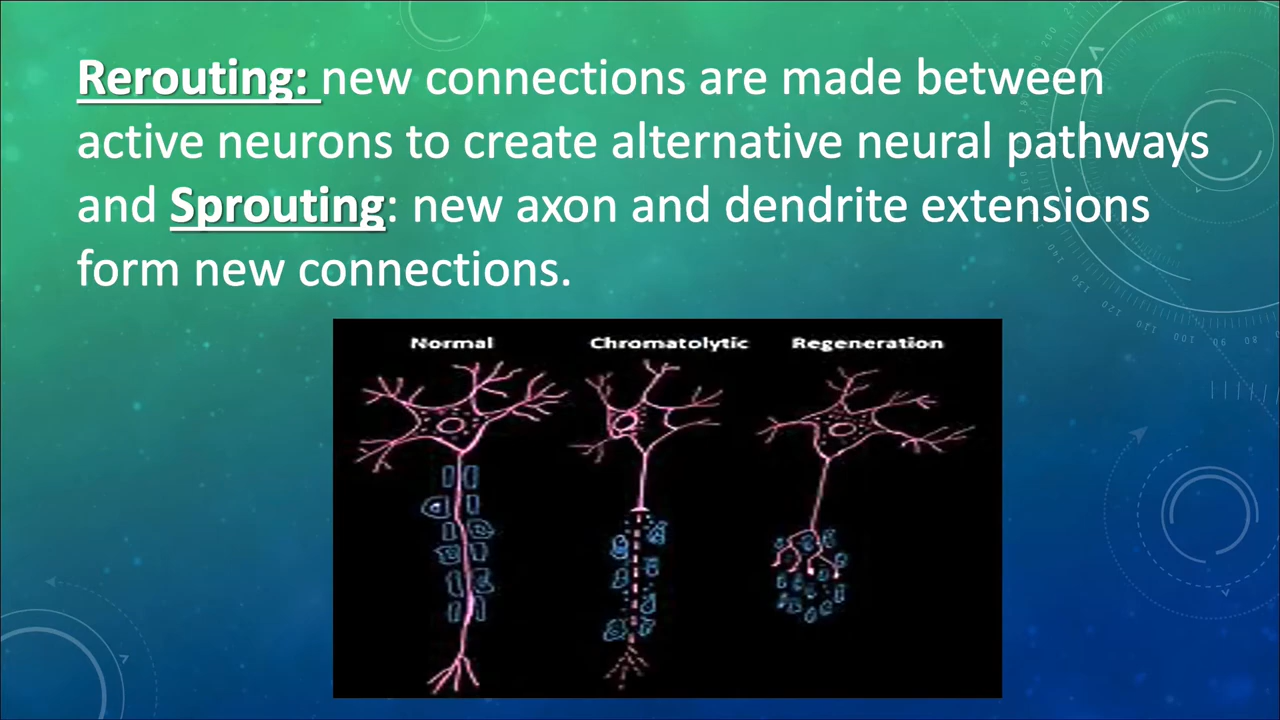 Rerouting: new connections are made between
active neurons to create alternative neural pathways
and Sprouting: new axon and dendrite extensions
form new connections.
Normal Chromatolytic Regeneration